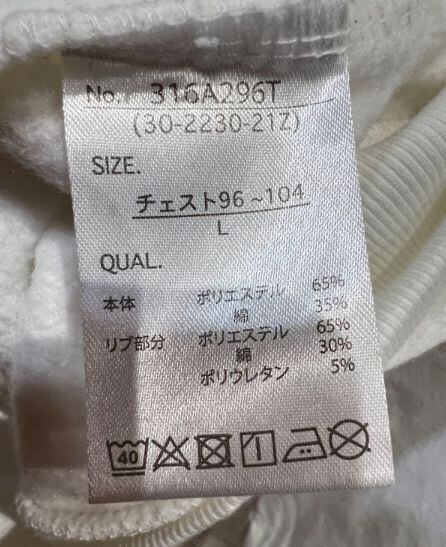 No. 316A296T
(30-2230-21Z)
SIZE.
チェスト96~104
L
QUAL.
本体 ポリエステル 65%
綿 35%
リブ部分 ポリエステル 65%
綿 30%
ポリウレタン 5%
40